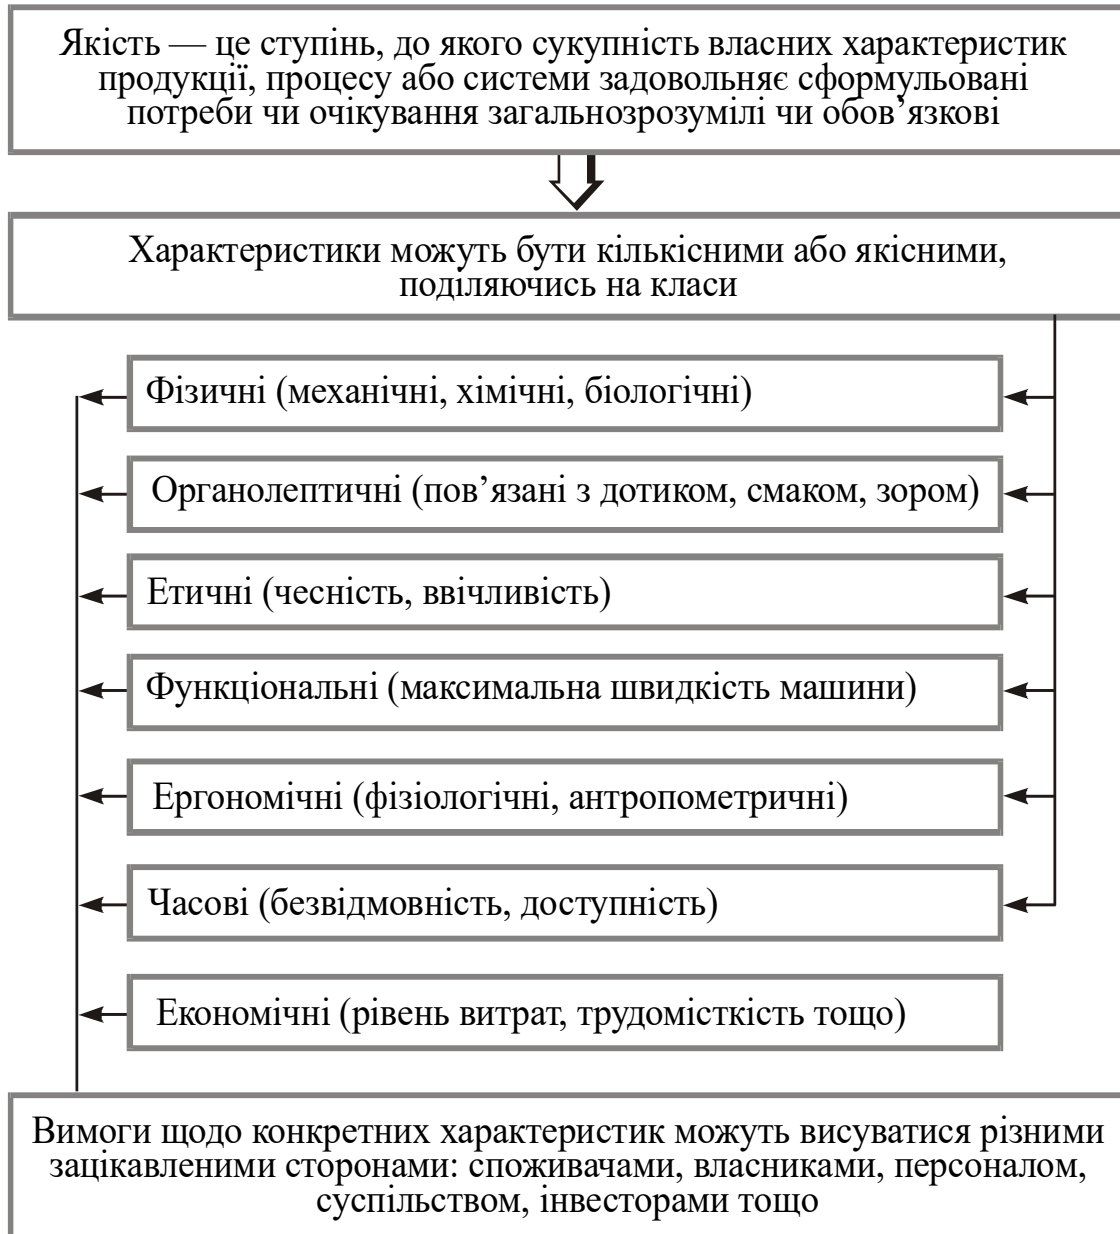 Якість — це ступінь, до якого сукупність власних характеристик
продукції, процесу або системи задовольняє сформульовані
потреби чи очікування загальнозрозумілі чи обов’язкові
Характеристики можуть бути кількісними або якісними,
поділяючись на класи
Фізичні (механічні, хімічні, біологічні)
Органолептичні (пов’язані з дотиком, смаком, зором)
Етичні (чесність, ввічливість)
Функціональні (максимальна швидкість машини)
Ергономічні (фізіологічні, антропометричні)
Часові (безвідмовність, доступність)
Економічні (рівень витрат, трудомісткість тощо)
Вимоги щодо конкретних характеристик можуть висуватися різними
зацікавленими сторонами: споживачами, власниками, персоналом,
суспільством, інвесторами тощо